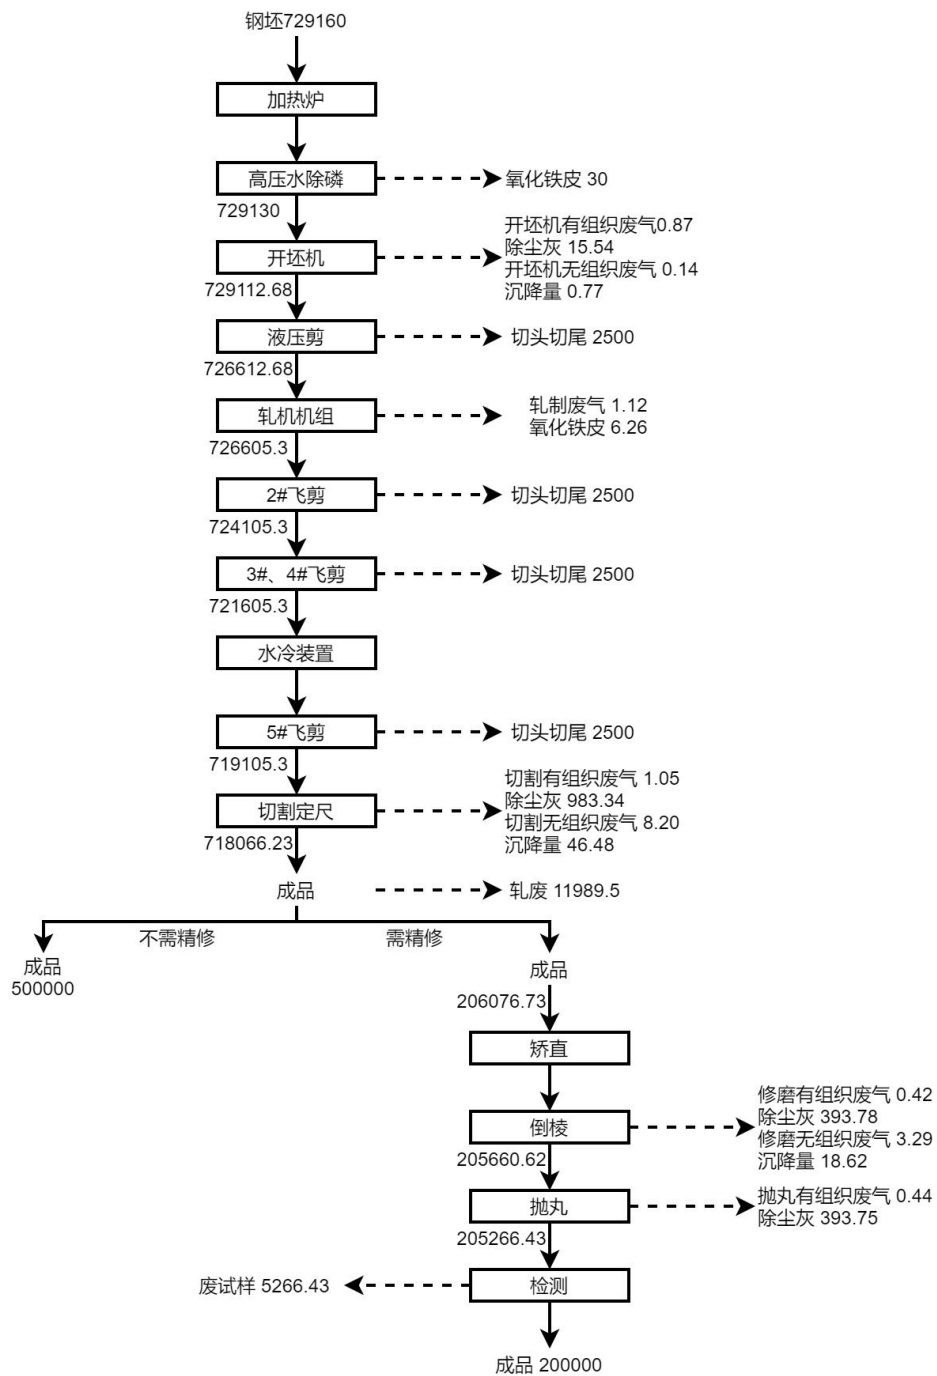 钢坯729160
加热炉
高压水除磷
氧化铁皮 30
729130
开坯机
开坯机有组织废气0.87
除尘灰 15.54
开坯机无组织废气 0.14
沉降量 0.77
729112.68
液压剪
切头切尾 2500
726612.68
轧机机组
轧制废气 1.12
氧化铁皮 6.26
726605.3
2#飞剪
切头切尾 2500
724105.3
3#、4#飞剪
切头切尾 2500
721605.3
水冷装置
5#飞剪
切头切尾 2500
719105.3
切割定尺
切割有组织废气 1.05
除尘灰 983.34
切割无组织废气 8.20
沉降量 46.48
718066.23
成品
轧废 11989.5
不需精修
需精修
成品
500000
成品
206076.73
矫直
倒棱
修磨有组织废气 0.42
除尘灰 393.78
修磨无组织废气 3.29
沉降量 18.62
205660.62
抛丸
抛丸有组织废气 0.44
除尘灰 393.75
205266.43
检测
废试样 5266.43
成品 200000